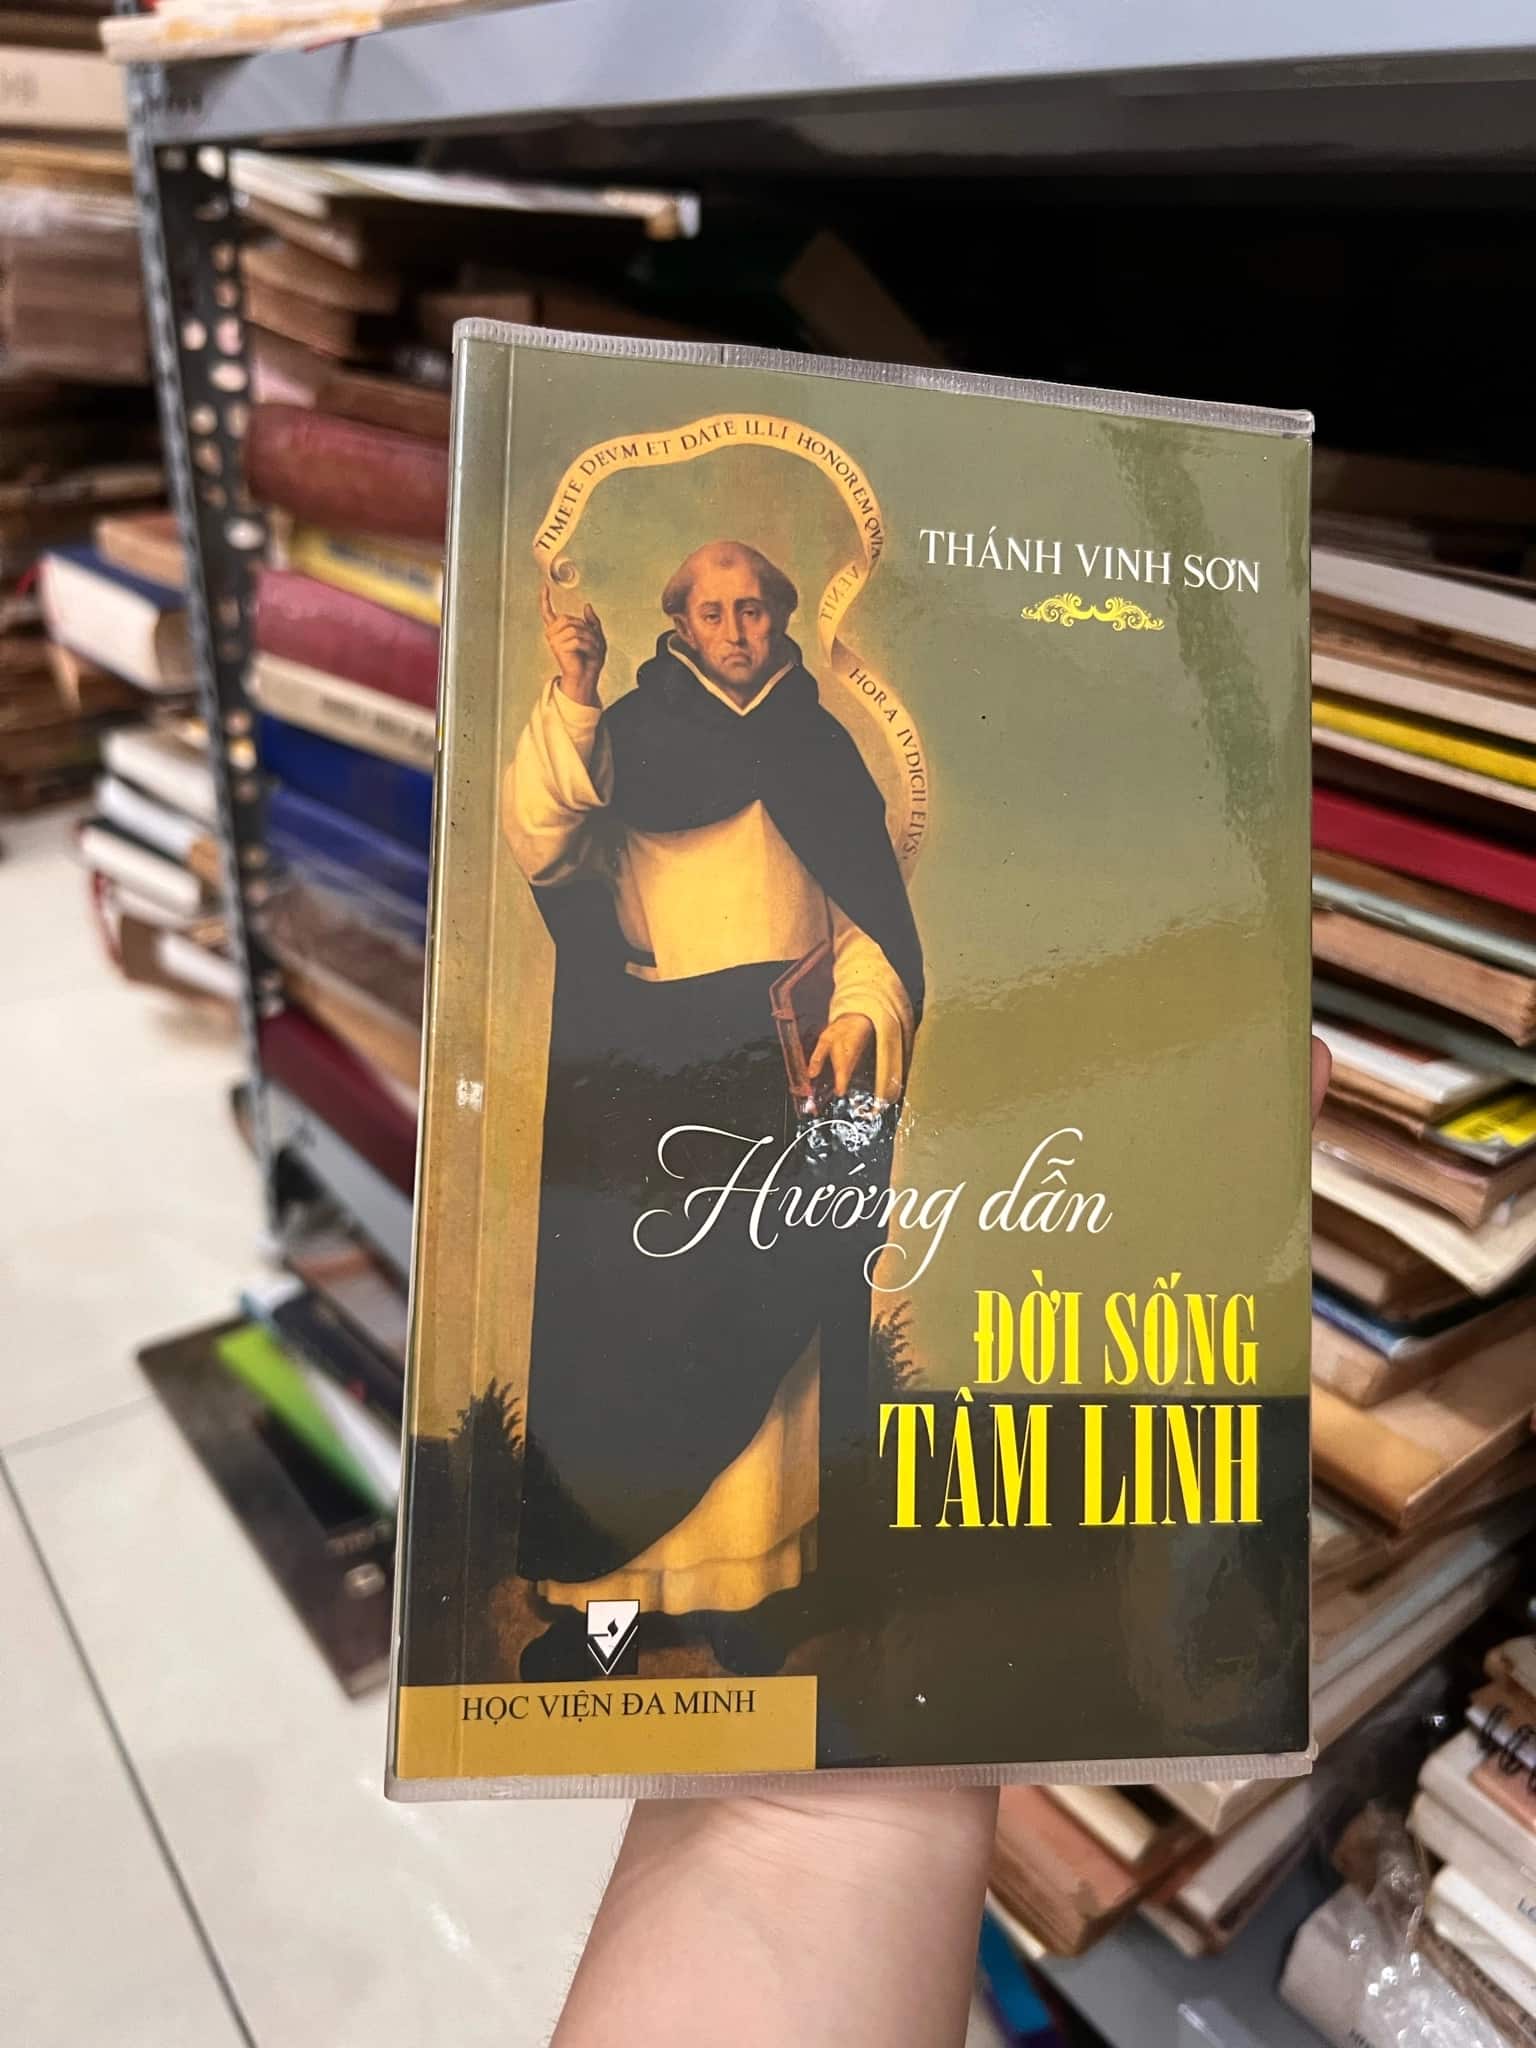 TIMETE DEVM ET DATE ILLI HONOREM QVIA VENIT
HORA IVDICII EIVS,
THÁNH VINH SƠN
Hướng dẫn
ĐỜI SỐNG
TÂM LINH
HỌC VIỆN ĐA MINH